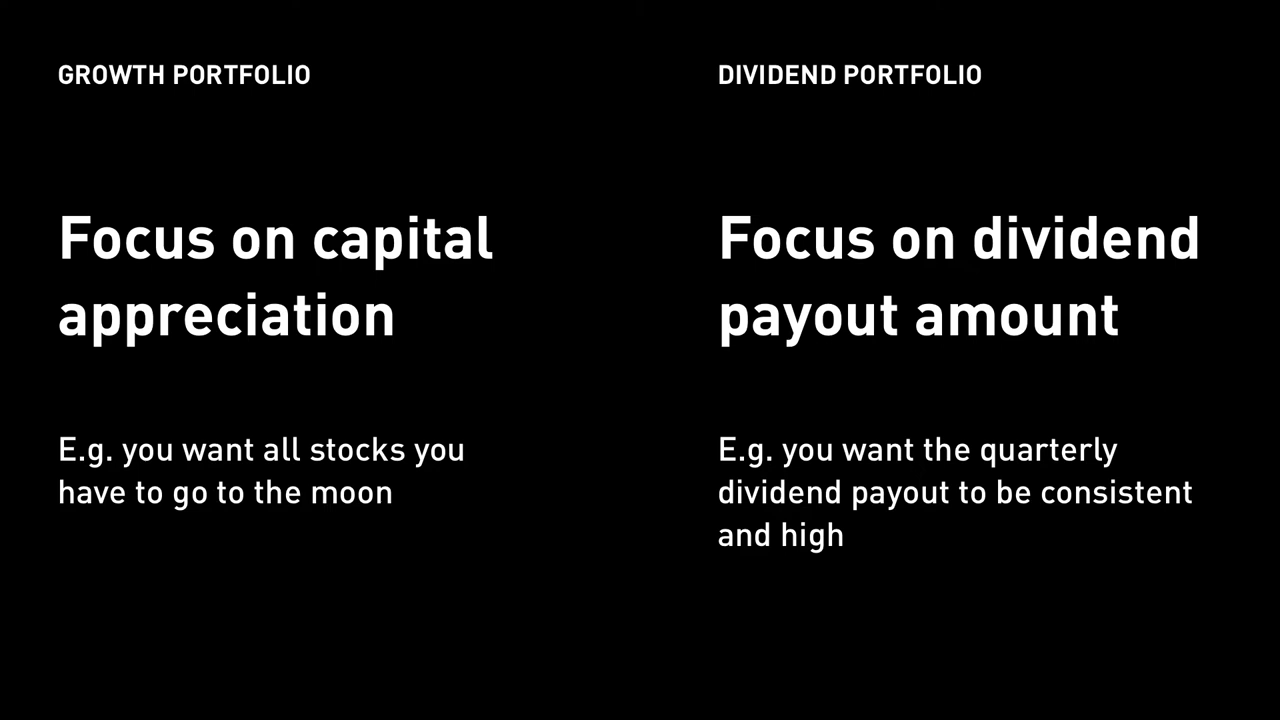 GROWTH PORTFOLIO
Focus on capital
appreciation
E.g. you want all stocks you
have to go to the moon
DIVIDEND PORTFOLIO
Focus on dividend
payout amount
E.g. you want the quarterly
dividend payout to be consistent
and high